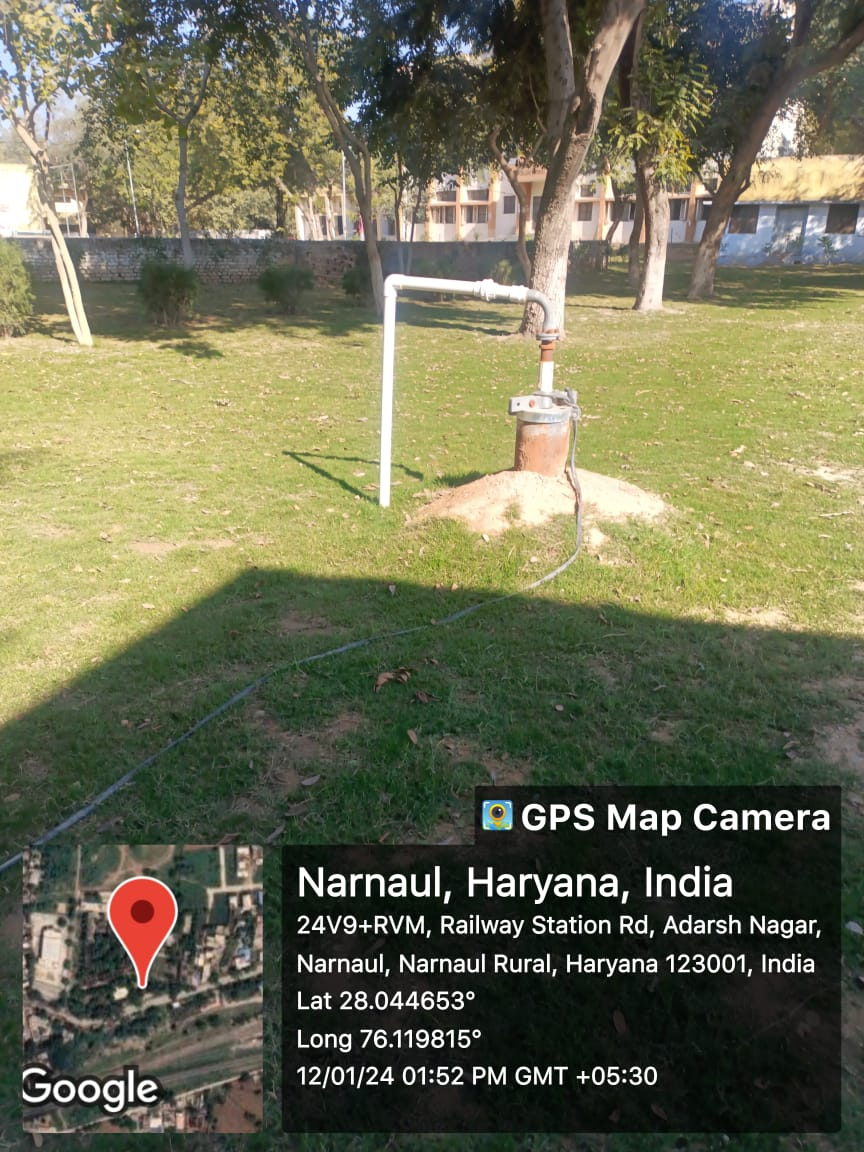 GPS Map Camera
Narnaul, Haryana, India
24V9+RVM, Railway Station Rd, Adarsh Nagar,
Narnaul, Narnaul Rural, Haryana 123001, India
Lat 28.044653°
Long 76.119815°
12/01/24 01:52 PM GMT +05:30
Google